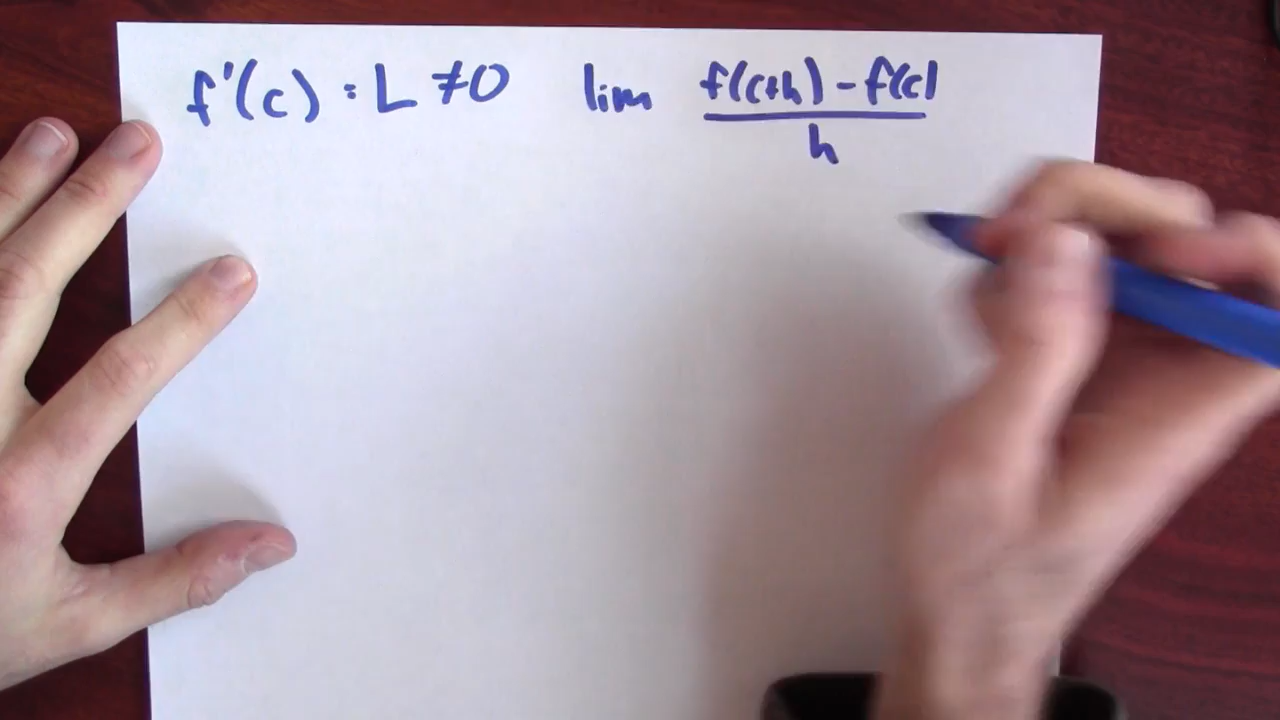 f'(c) = L ≠ 0 lim f(c+h) - f(c)
h